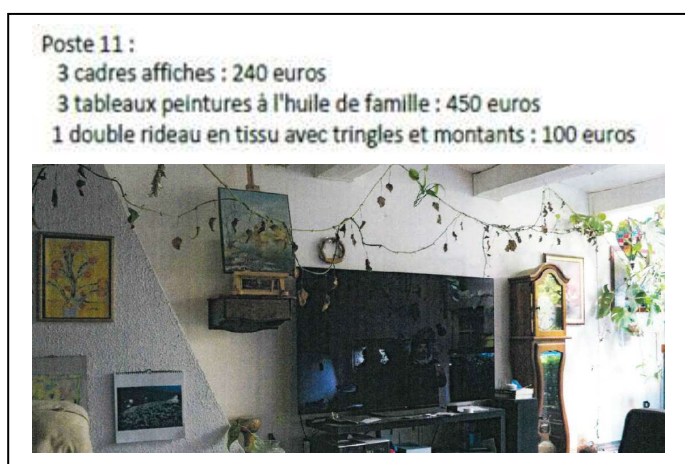 Poste 11 :
3 cadres affiches : 240 euros
3 tableaux peintures à l'huile de famille : 450 euros
1 double rideau en tissu avec tringles et montants : 100 euros